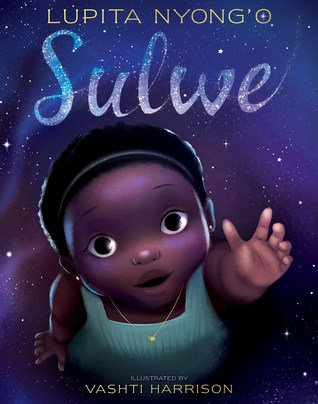 LUPITA NYONG'O
Sulwe
ILLUSTRATED BY
VASHTI HARRISON